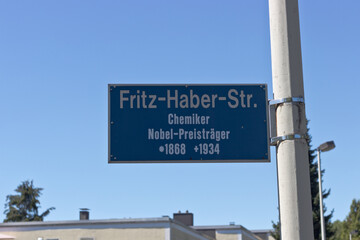 Fritz-Haber-Str.
Chemiker
Nobel-Preisträger
*1868 +1934